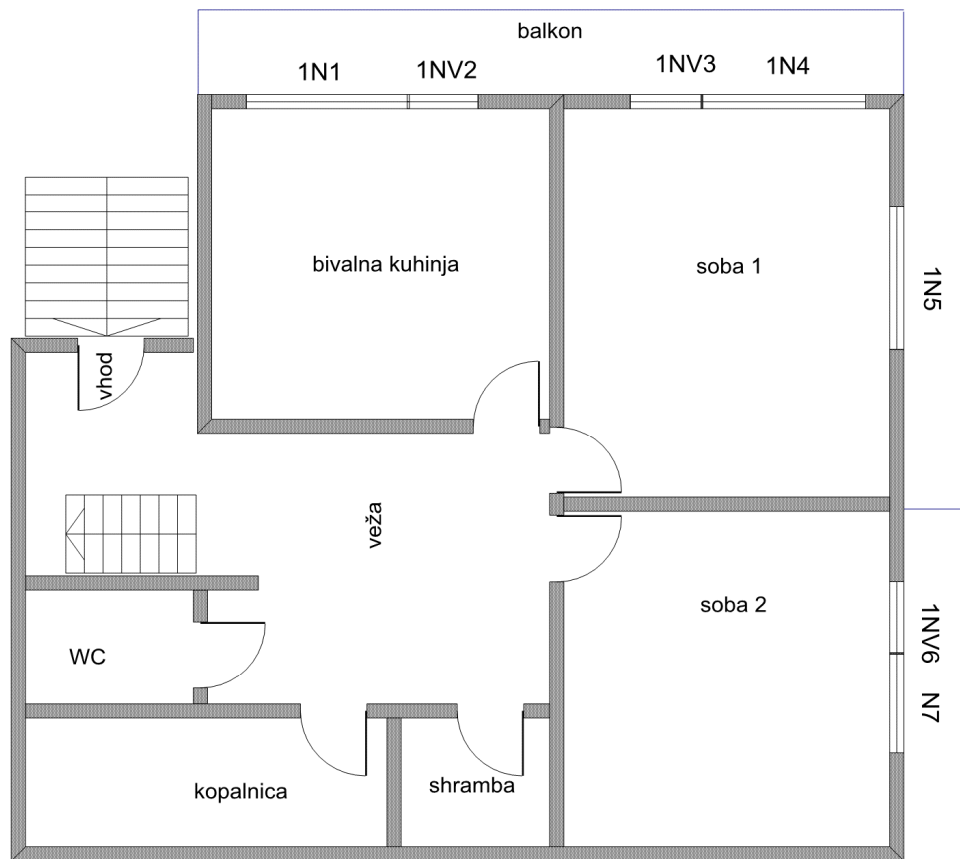 balkon
1N1 1NV2 1NV3 1N4
bivalna kuhinja
soba 1
1N5
vhod
veža
soba 2
1NV6 N7
WC
kopalnica
shramba